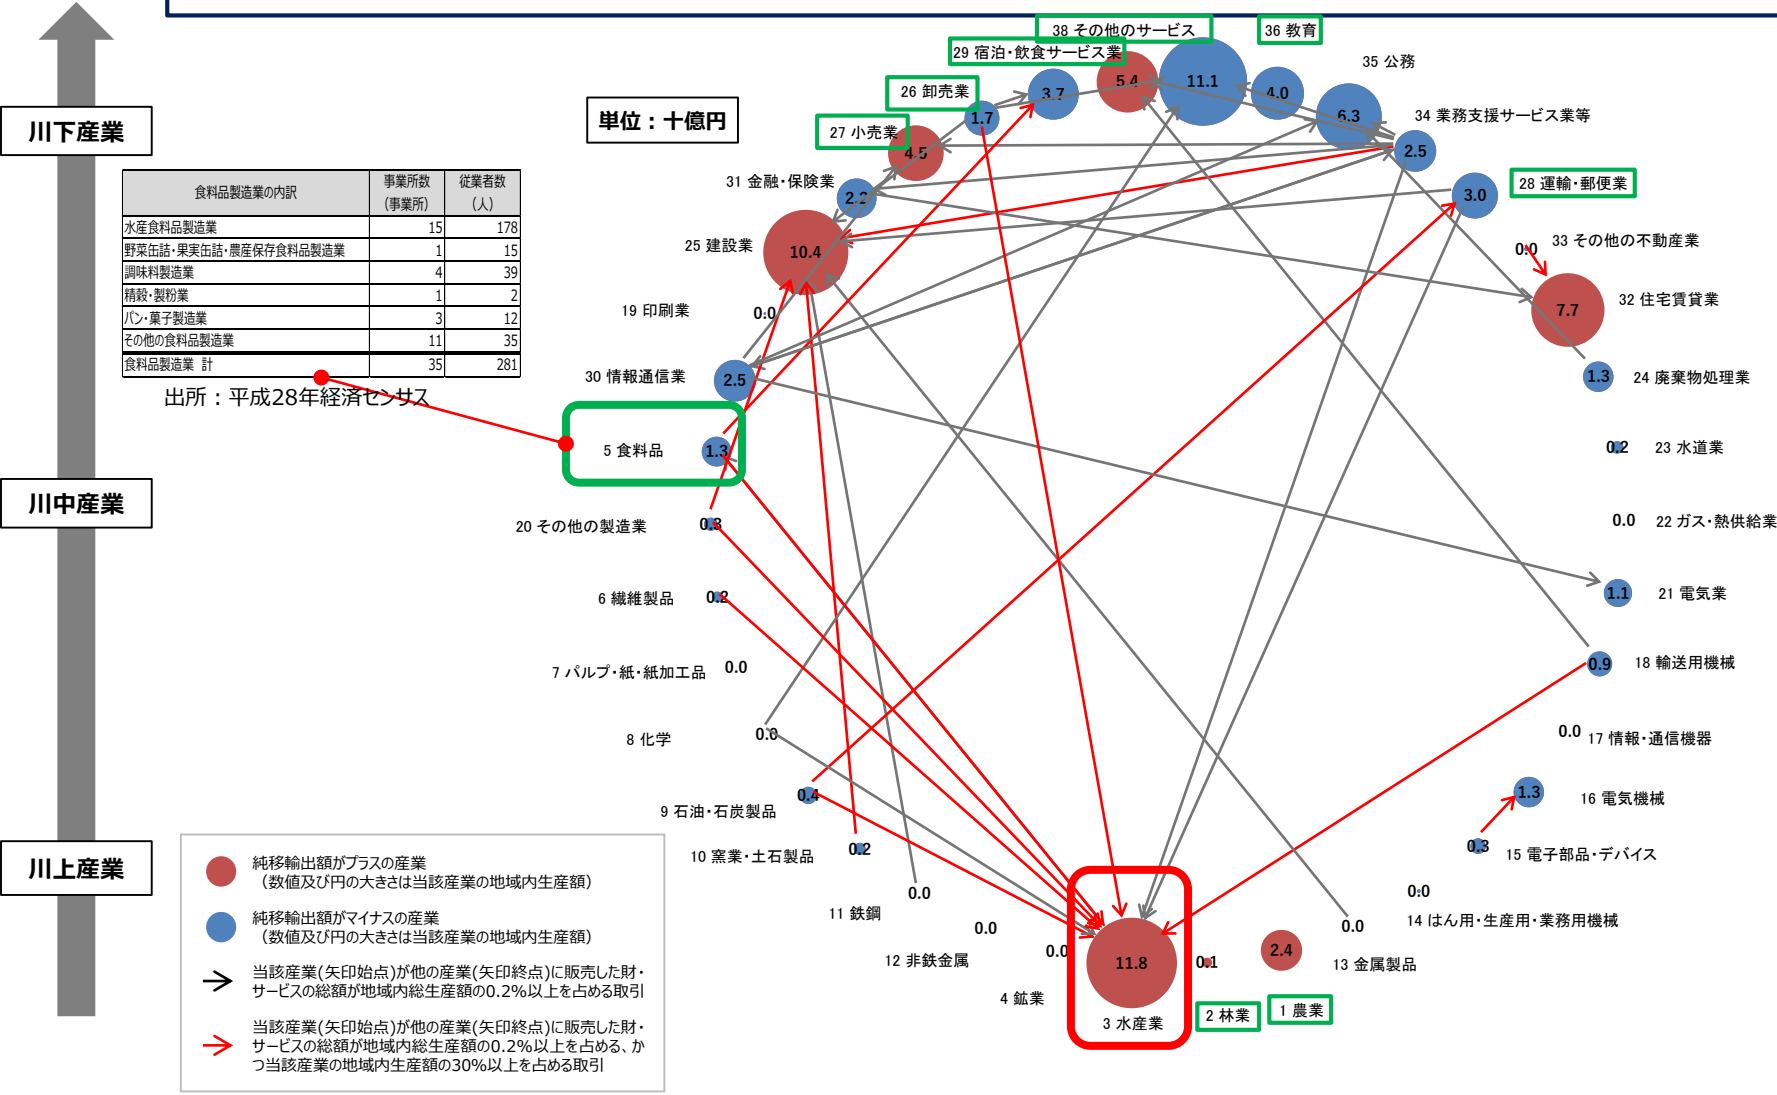 38 その他のサービス
36 教育
29 宿泊・飲食サービス業
35 公務
26 卸売業
3.7
5.4
11.1
4.0
6.3
34 業務支援サービス業等
川下産業
単位：十億円
27 小売業
1.7
4.5
2.5
31 金融・保険業
2.2
3.0
28 運輸・郵便業
食料品製造業の内訳 事業所数（事業所） 従業者数（人）
水産食料品製造業 15 178
野菜缶詰・果実缶詰・農産保存食料品製造業 1 15
調味料製造業 4 39
精穀・製粉業 1 2
パン・菓子製造業 3 12
その他の食料品製造業 11 35
食料品製造業 計 35 281
出所：平成28年経済センサス
25 建設業
10.4
0.0
33 その他の不動産業
19 印刷業
0.0
7.7
32 住宅賃貸業
30 情報通信業
2.5
1.3
24 廃棄物処理業
5 食料品
1.3
0.2
23 水道業
川中産業
20 その他の製造業
0.3
0.0
22 ガス・熱供給業
6 繊維製品
0.2
1.1
21 電気業
7 パルプ・紙・紙加工品
0.0
0.9
18 輸送用機械
8 化学
0.0
0.0
17 情報・通信機器
9 石油・石炭製品
0.4
1.3
16 電気機械
10 窯業・土石製品
0.2
0.3
15 電子部品・デバイス
川上産業
11 鉄鋼
0.0
0.0
14 はん用・生産用・業務用機械
12 非鉄金属
0.0
0.0
13 金属製品
4 鉱業
0.0
11.8
0.1
2.4
3 水産業
2 林業
1 農業
純移輸出額がプラスの産業
（数値及び円の大きさは当該産業の地域内生産額）
純移輸出額がマイナスの産業
（数値及び円の大きさは当該産業の地域内生産額）
当該産業(矢印始点)が他の産業(矢印終点)に販売した財・
サービスの総額が地域内総生産額の0.2%以上を占める取引
当該産業(矢印始点)が他の産業(矢印終点)に販売した財・
サービスの総額が地域内総生産額の0.2%以上を占める、か
つ当該産業の地域内生産額の30%以上を占める取引